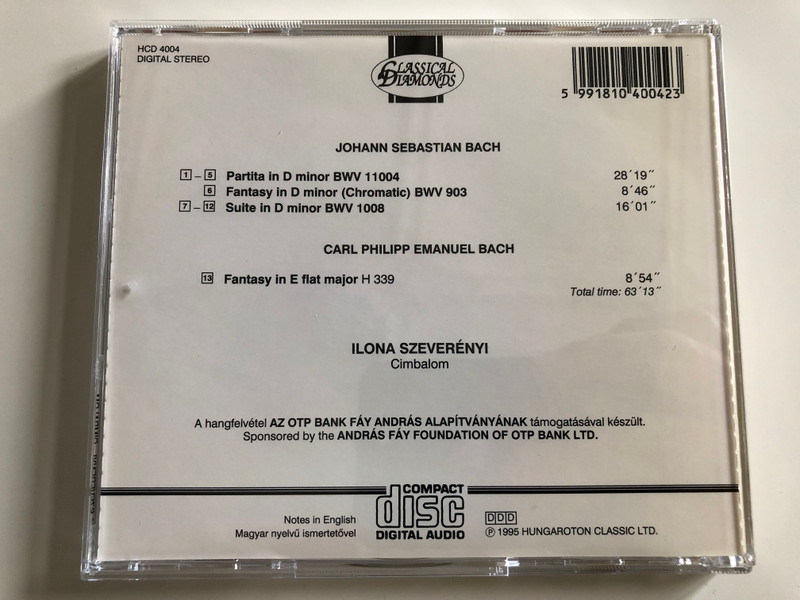 HCD 4004
DIGITAL STEREO
CLASSICAL
DIAMONDS
5 991810 400423
JOHANN SEBASTIAN BACH
1 – 5 Partita in D minor BWV 11004 28´19˝
6 Fantasy in D minor (Chromatic) BWV 903 8´46˝
7 – 12 Suite in D minor BWV 1008 16´01˝
CARL PHILIPP EMANUEL BACH
13 Fantasy in E flat major H 339 8´54˝
Total time: 63´13˝
ILONA SZEVERÉNYI
Cimbalom
A hangfelvétel AZ OTP BANK FÁY ANDRÁS ALAPÍTVÁNYÁNAK támogatásával készült.
Sponsored by the ANDRÁS FÁY FOUNDATION OF OTP BANK LTD.
Notes in English
Magyar nyelvű ismertetővel
COMPACT
disc
DIGITAL AUDIO
DDD
Ⓟ 1995 HUNGAROTON CLASSIC LTD.